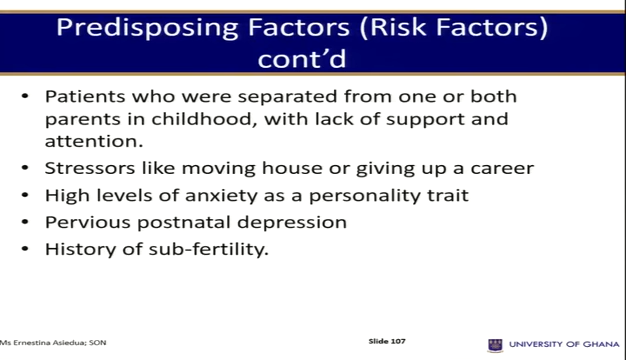 Predisposing Factors (Risk Factors)
cont’d
• Patients who were separated from one or both
parents in childhood, with lack of support and
attention.
• Stressors like moving house or giving up a career
• High levels of anxiety as a personality trait
• Pervious postnatal depression
• History of sub-fertility.
Ms Ernestina Asiedua; SON
Slide 107
UNIVERSITY OF GHANA